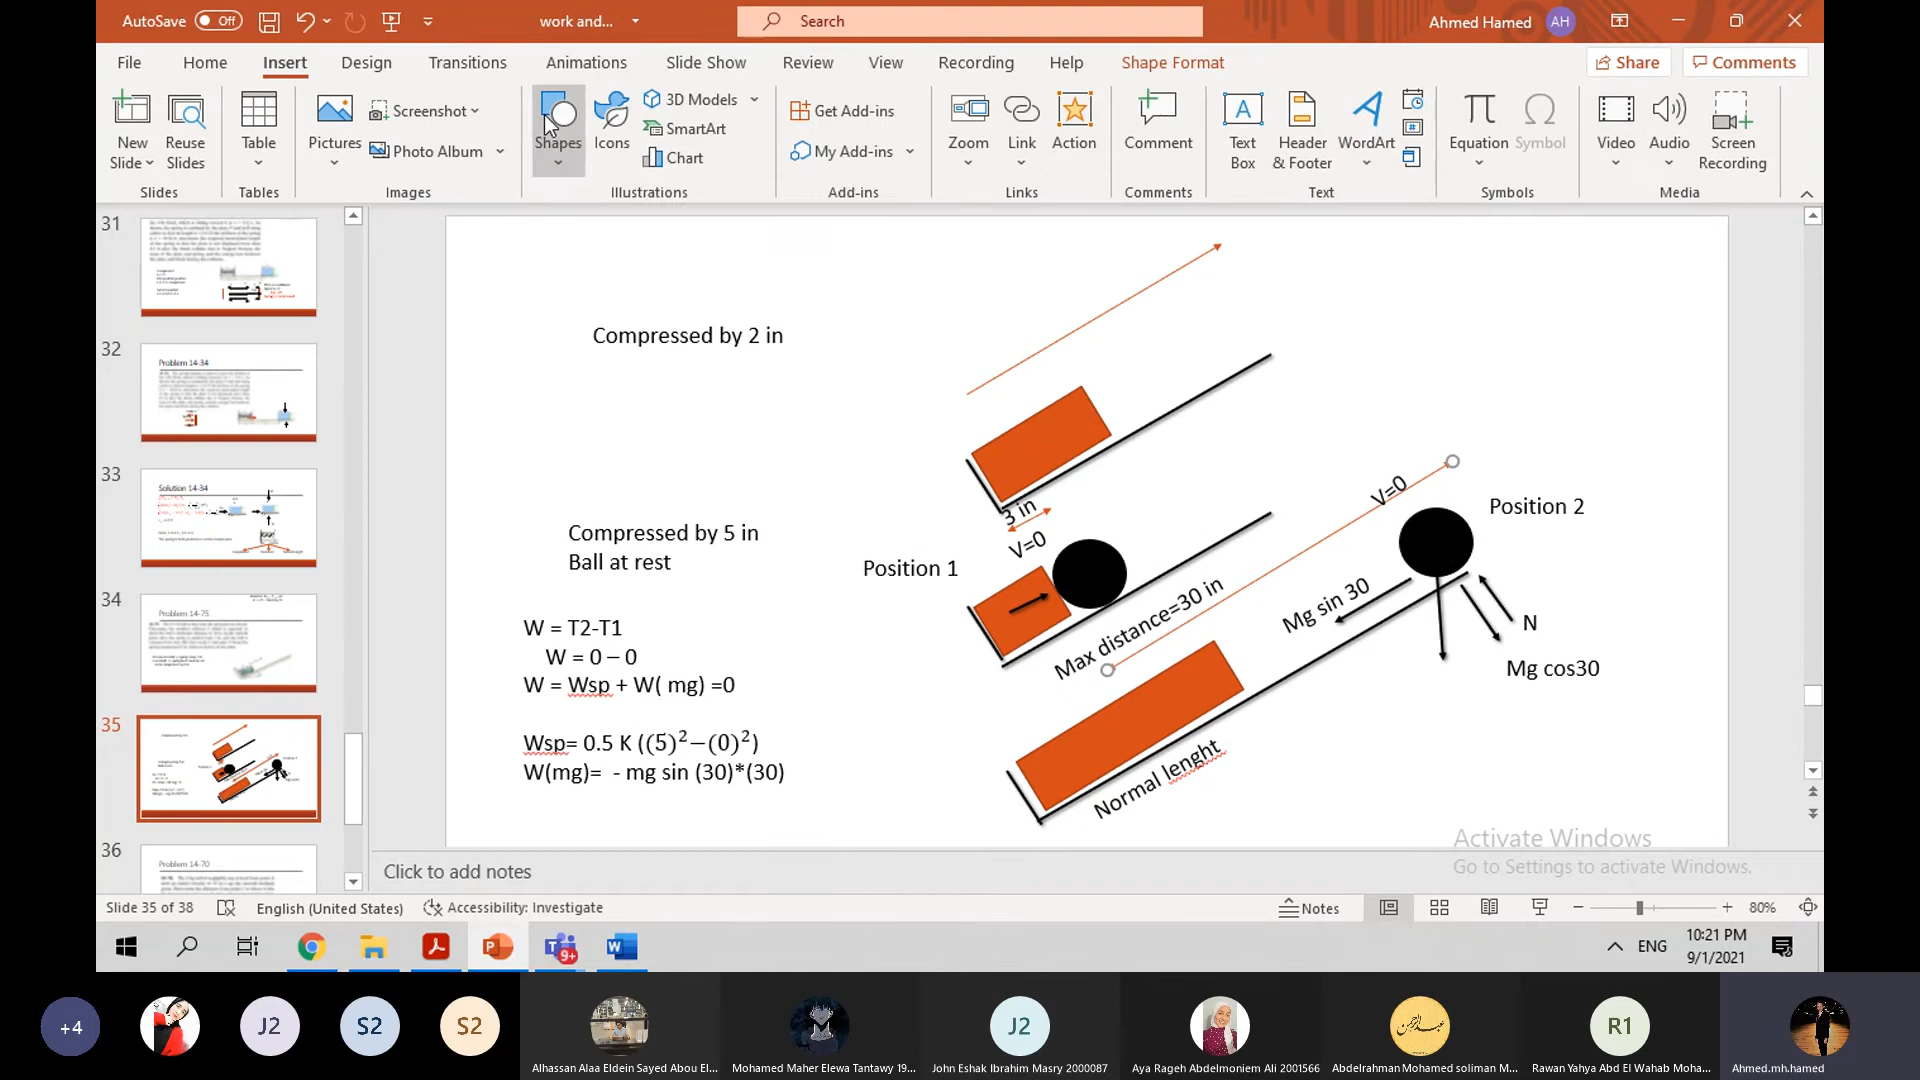 AutoSave Off
work and...
Search
Ahmed Hamed AH
File Home Insert Design Transitions Animations Slide Show Review View Recording Help Shape Format
Share Comments
New Slide
Reuse Slides
Slides
Table
Tables
Pictures
Screenshot
Photo Album
Images
Shapes
Icons
3D Models
SmartArt
Chart
Illustrations
Get Add-ins
My Add-ins
Add-ins
Zoom
Link
Action
Links
Comment
Comments
Text Box
Header & Footer
WordArt
Text
Equation
Symbol
Symbols
Video
Audio
Screen Recording
Media
31
32
Problem 14-34
33
Solution 14-34
34
Problem 14-75
35
36
Problem 14-70
Compressed by 2 in
Compressed by 5 in
Ball at rest
W = T2-T1
W = 0 – 0
W = Wsp + W( mg) =0
Wsp= 0.5 K ((5)²−(0)²)
W(mg)= - mg sin (30)*(30)
3 in
V=0
Position 1
Max distance=30 in
V=0
Position 2
Mg sin 30
N
Mg cos30
Normal lenght
Activate Windows
Go to Settings to activate Windows.
Click to add notes
Slide 35 of 38
English (United States)
Accessibility: Investigate
Notes
80%
9+
ENG
10:21 PM
9/1/2021
+4
J2
S2
S2
J2
R1
Alhassan Alaa Eldein Sayed Abou El...
Mohamed Maher Elewa Tantawy 19...
John Eshak Ibrahim Masry 2000087
Aya Rageh Abdelmoniem Ali 2001566
Abdelrahman Mohamed soliman M...
Rawan Yahya Abd El Wahab Moha...
Ahmed.mh.hamed